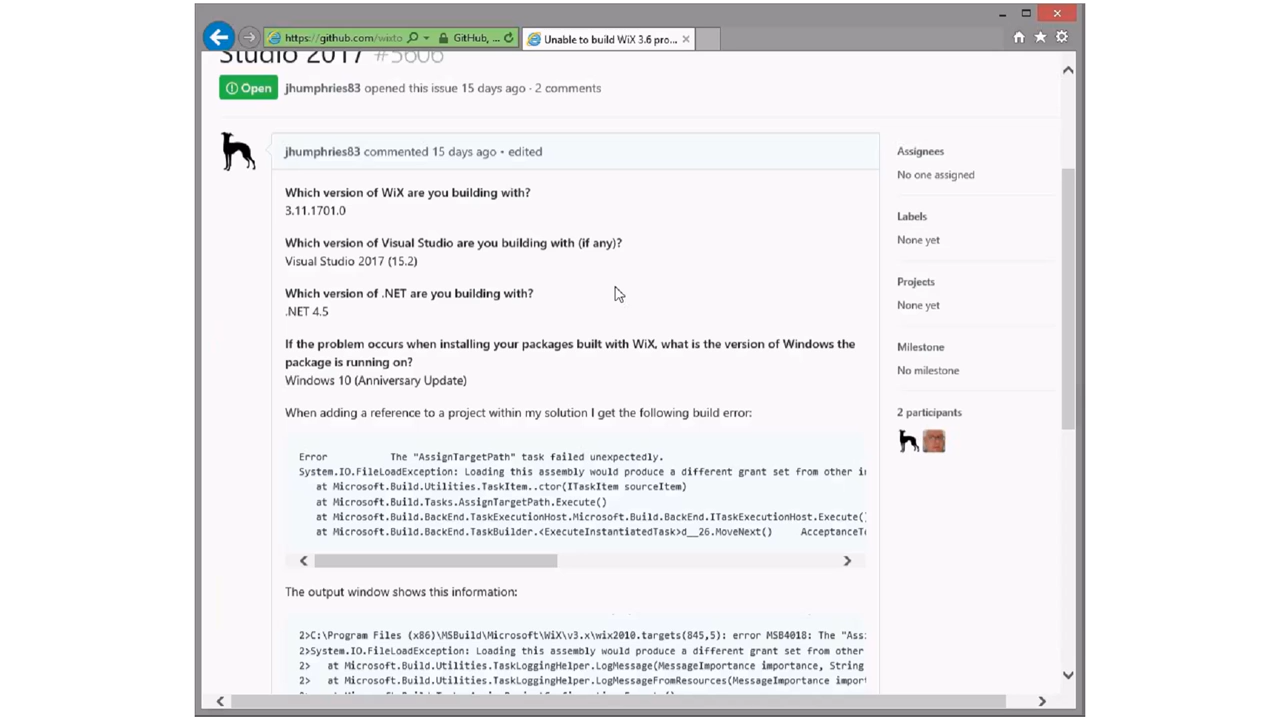 https://github.com/wixto
GitHub, ...
Unable to build WiX 3.6 pro...
Studio 2017 #5606
Open
jhumphries83 opened this issue 15 days ago · 2 comments
jhumphries83 commented 15 days ago • edited
Assignees
No one assigned
Which version of WiX are you building with?
3.11.1701.0
Labels
None yet
Which version of Visual Studio are you building with (if any)?
Visual Studio 2017 (15.2)
Projects
None yet
Which version of .NET are you building with?
.NET 4.5
If the problem occurs when installing your packages built with WiX, what is the version of Windows the
package is running on?
Windows 10 (Anniversary Update)
Milestone
No milestone
When adding a reference to a project within my solution I get the following build error:
2 participants
Error The "AssignTargetPath" task failed unexpectedly.
System.IO.FileLoadException: Loading this assembly would produce a different grant set from other i
at Microsoft.Build.Utilities.TaskItem..ctor(ITaskItem sourceItem)
at Microsoft.Build.Tasks.AssignTargetPath.Execute()
at Microsoft.Build.BackEnd.TaskExecutionHost.Microsoft.Build.BackEnd.ITaskExecutionHost.Execute()
at Microsoft.Build.BackEnd.TaskBuilder.<ExecuteInstantiatedTask>d__26.MoveNext() AcceptanceTe
The output window shows this information:
2>C:\Program Files (x86)\MSBuild\Microsoft\WiX\v3.x\wix2010.targets(845,5): error MSB4018: The "Ass
2>System.IO.FileLoadException: Loading this assembly would produce a different grant set from other
2> at Microsoft.Build.Utilities.TaskLoggingHelper.LogMessage(MessageImportance importance, String
2> at Microsoft.Build.Utilities.TaskLoggingHelper.LogMessageFromResources(MessageImportance impor